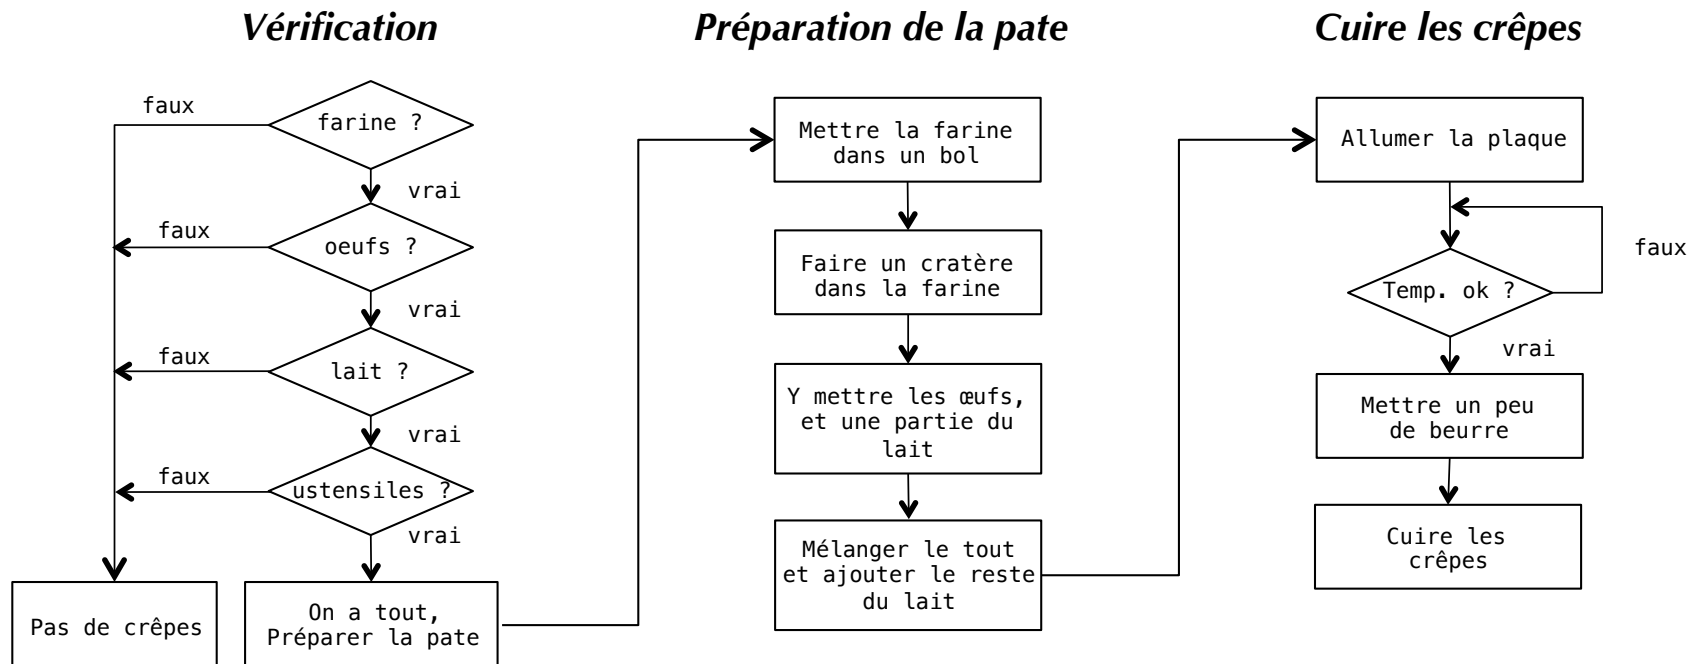 Vérification
faux
farine ?
vrai
faux
oeufs ?
vrai
faux
lait ?
vrai
faux
ustensiles ?
vrai
Pas de crêpes
On a tout,
Préparer la pate
Préparation de la pate
Mettre la farine
dans un bol
Faire un cratère
dans la farine
Y mettre les œufs,
et une partie du
lait
Mélanger le tout
et ajouter le reste
du lait
Cuire les crêpes
Allumer la plaque
faux
Temp. ok ?
vrai
Mettre un peu
de beurre
Cuire les
crêpes